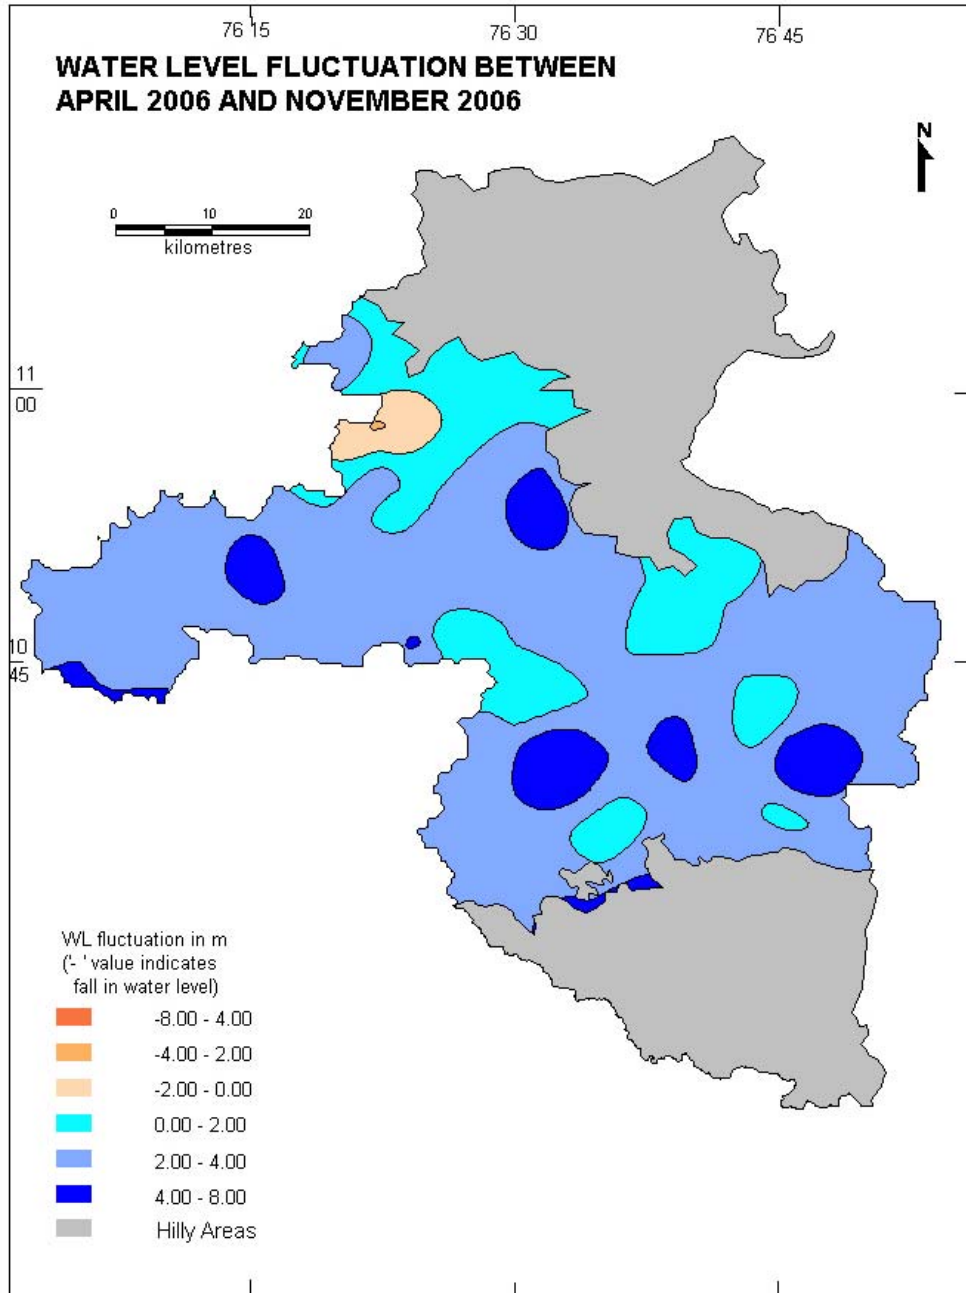 76 15
76 30
76 45
WATER LEVEL FLUCTUATION BETWEEN
APRIL 2006 AND NOVEMBER 2006
N
0 10 20
kilometres
11
00
10
45
WL fluctuation in m
('- ' value indicates
fall in water level)
-8.00 - 4.00
-4.00 - 2.00
-2.00 - 0.00
0.00 - 2.00
2.00 - 4.00
4.00 - 8.00
Hilly Areas